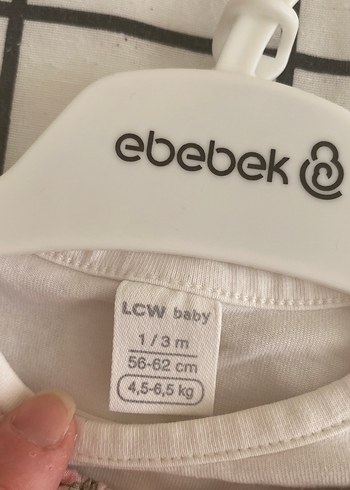 ebebek
LCW baby
1 / 3 m
56-62 cm
4,5-6,5 kg